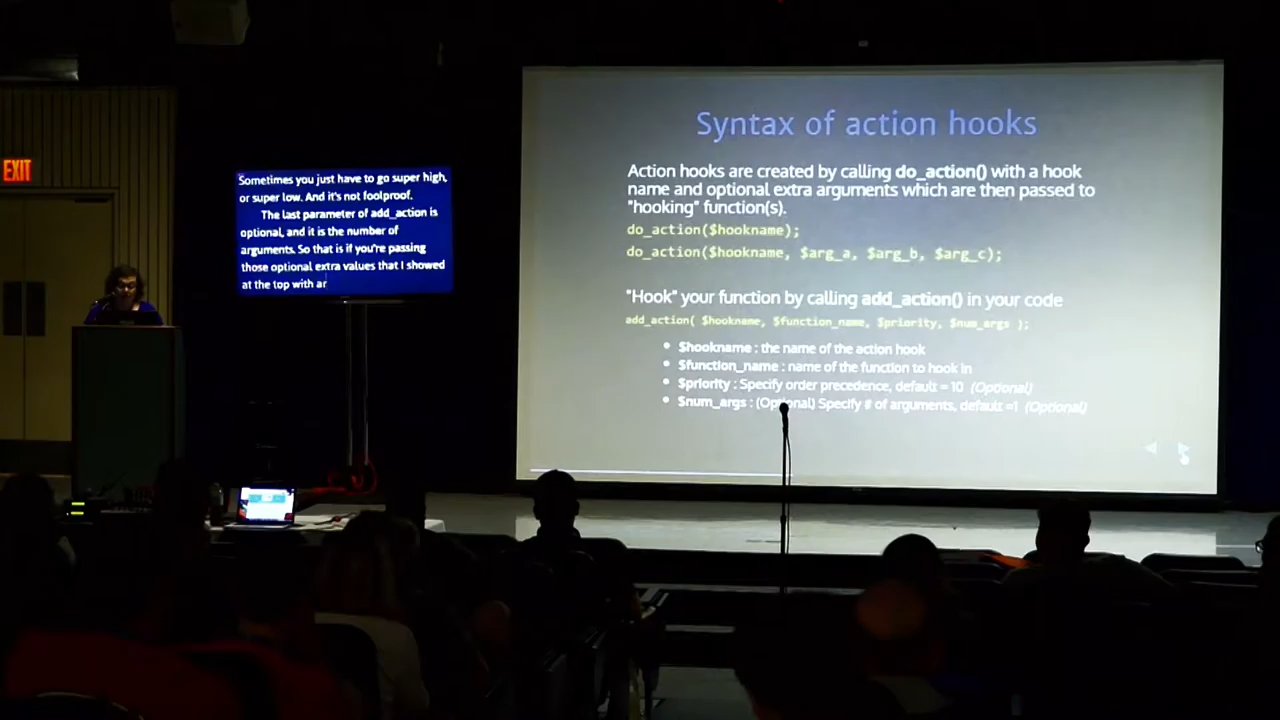 EXIT
Sometimes you just have to go super high,
or super low. And it's not foolproof.
The last parameter of add_action is
optional, and it is the number of
arguments. So that is if you're passing
those optional extra values that I showed
at the top with ar
Syntax of action hooks
Action hooks are created by calling do_action() with a hook
name and optional extra arguments which are then passed to
"hooking" function(s).
do_action($hookname);
do_action($hookname, $arg_a, $arg_b, $arg_c);
"Hook" your function by calling add_action() in your code
add_action( $hookname, $function_name, $priority, $num_args );
• $hookname : the name of the action hook
• $function_name : name of the function to hook in
• $priority : Specify order precedence, default = 10 (Optional)
• $num_args : (Optional) Specify # of arguments, default =1 (Optional)